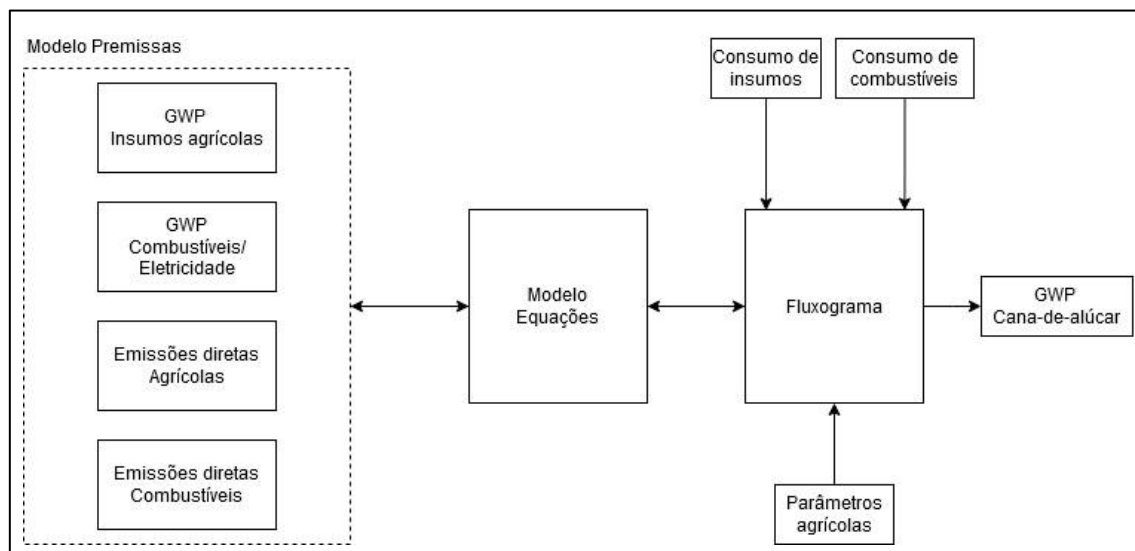 Modelo Premissas
GWP
Insumos agrícolas
GWP
Combustíveis/
Eletricidade
Emissões diretas
Agrícolas
Emissões diretas
Combustíveis
Modelo
Equações
Consumo de
insumos
Consumo de
combustíveis
Fluxograma
Parâmetros
agrícolas
GWP
Cana-de-alúcar